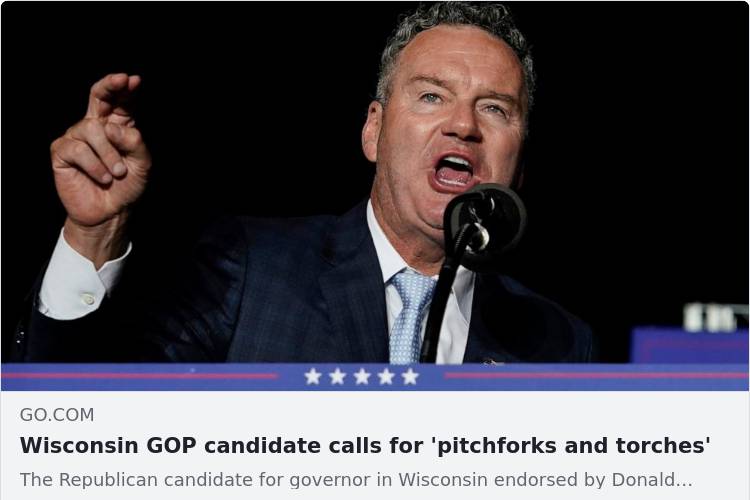 GO.COM
Wisconsin GOP candidate calls for 'pitchforks and torches'
The Republican candidate for governor in Wisconsin endorsed by Donald...